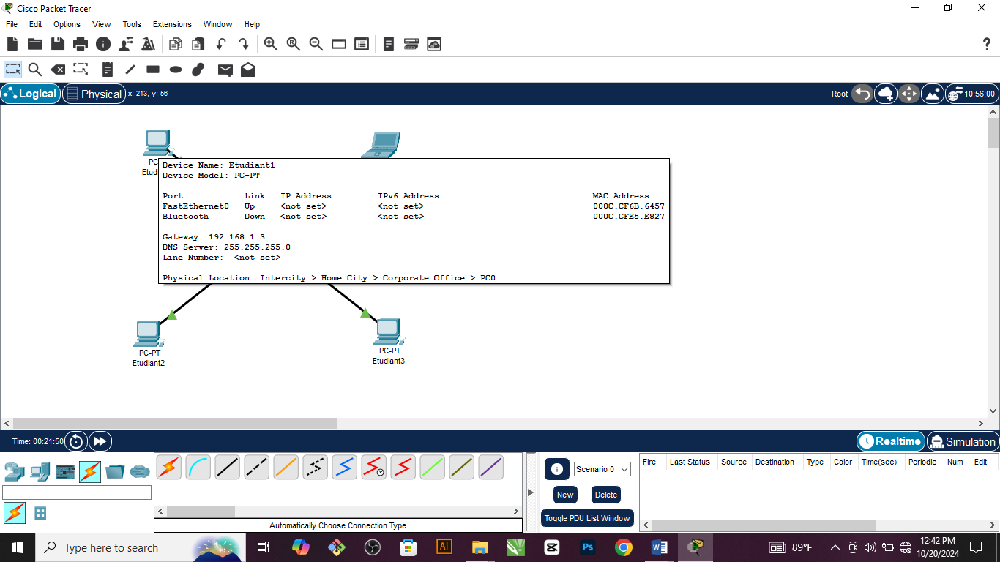 Cisco Packet Tracer
File Edit Options View Tools Extensions Window Help
?
Logical Physical x: 213, y: 56 Root 10:56:00
PC
Etud
Device Name: Etudiant1
Device Model: PC-PT
Port Link IP Address IPv6 Address MAC Address
FastEthernet0 Up <not set> <not set> 000C.CF6B.6457
Bluetooth Down <not set> <not set> 000C.CFE5.E827
Gateway: 192.168.1.3
DNS Server: 255.255.255.0
Line Number: <not set>
Physical Location: Intercity > Home City > Corporate Office > PC0
PC-PT
Etudiant2
PC-PT
Etudiant3
Time: 00:21:50 Realtime Simulation
Scenario 0
New Delete
Toggle PDU List Window
Fire Last Status Source Destination Type Color Time(sec) Periodic Num Edit
Automatically Choose Connection Type
Type here to search
Ai
Ps
89°F
12:42 PM
10/20/2024